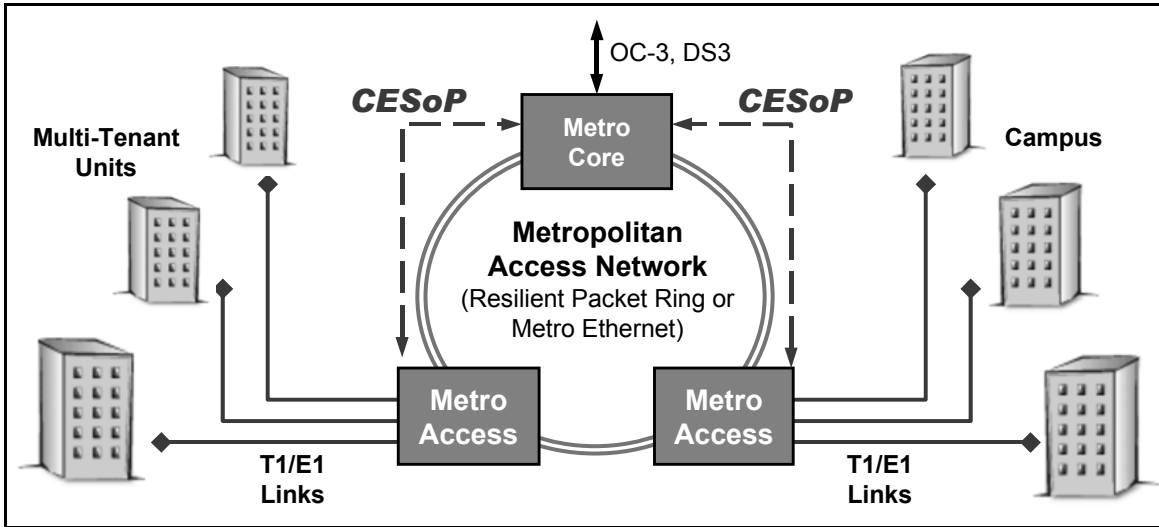 OC-3, DS3
CESoP
CESoP
Metro
Core
Multi-Tenant
Units
Campus
Metropolitan
Access Network
(Resilient Packet Ring or
Metro Ethernet)
Metro
Access
Metro
Access
T1/E1
Links
T1/E1
Links